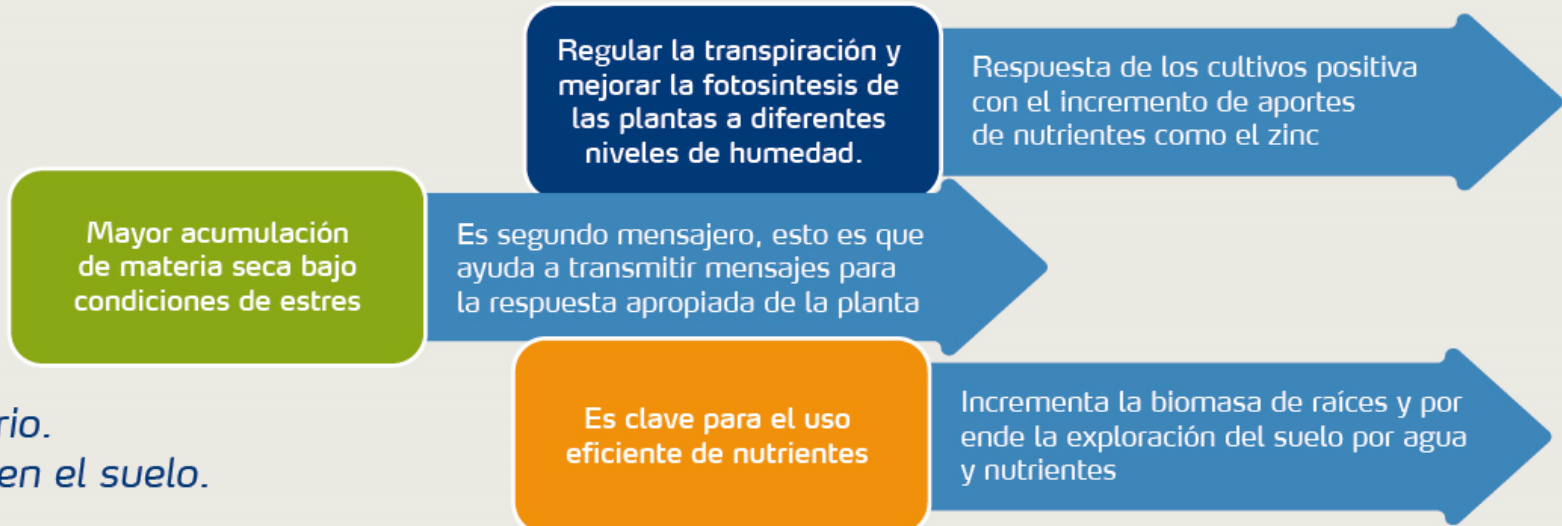 Regular la transpiración y
mejorar la fotosintesis de
las plantas a diferentes
niveles de humedad.
Respuesta de los cultivos positiva
con el incremento de aportes
de nutrientes como el zinc
Mayor acumulación
de materia seca bajo
condiciones de estres
Es segundo mensajero, esto es que
ayuda a transmitir mensajes para
la respuesta apropiada de la planta
Es clave para el uso
eficiente de nutrientes
Incrementa la biomasa de raíces y por
ende la exploración del suelo por agua
y nutrientes
rio.
en el suelo.